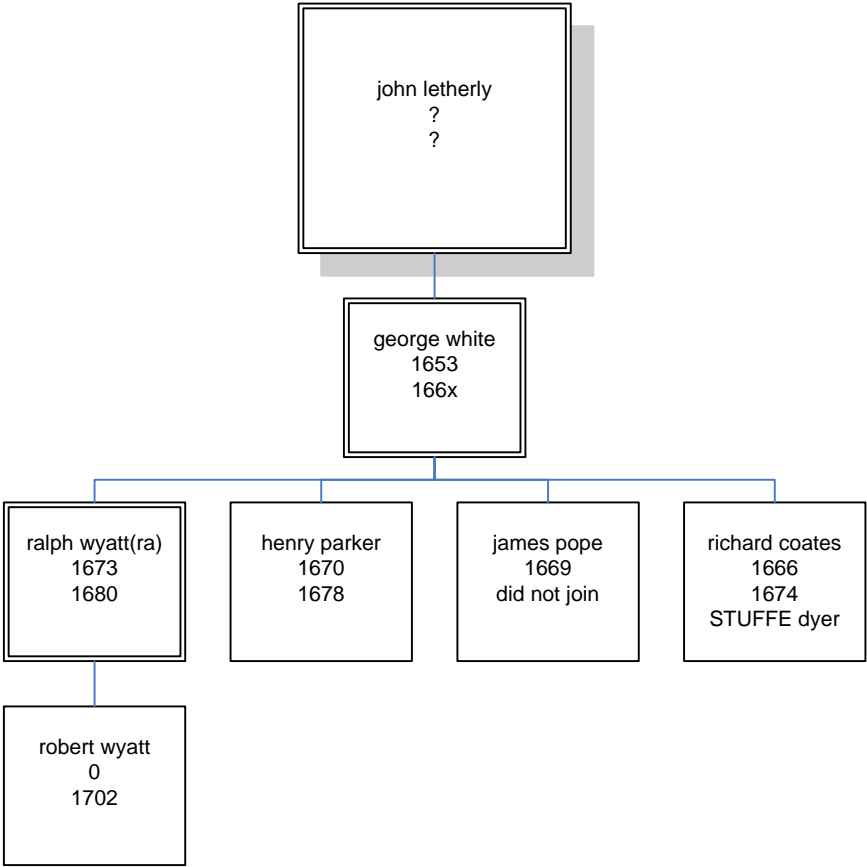 john letherly
?
?
george white
1653
166x
ralph wyatt(ra)
1673
1680
henry parker
1670
1678
james pope
1669
did not join
richard coates
1666
1674
STUFFE dyer
robert wyatt
0
1702